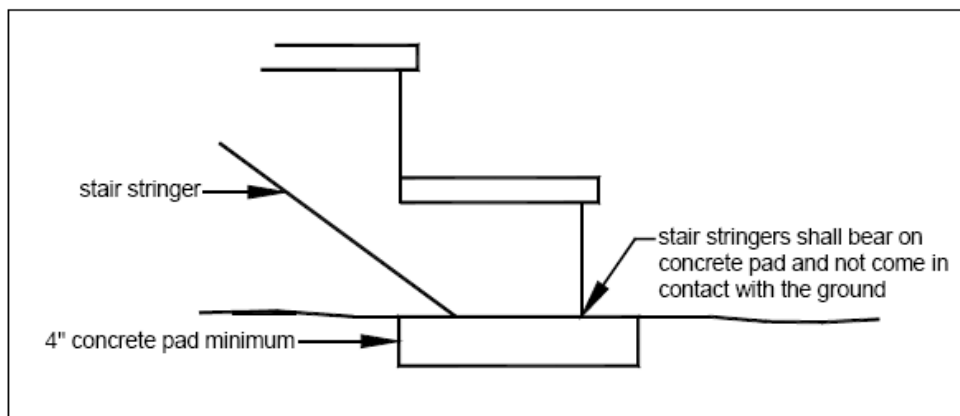 stair stringer
stair stringers shall bear on
concrete pad and not come in
contact with the ground
4" concrete pad minimum